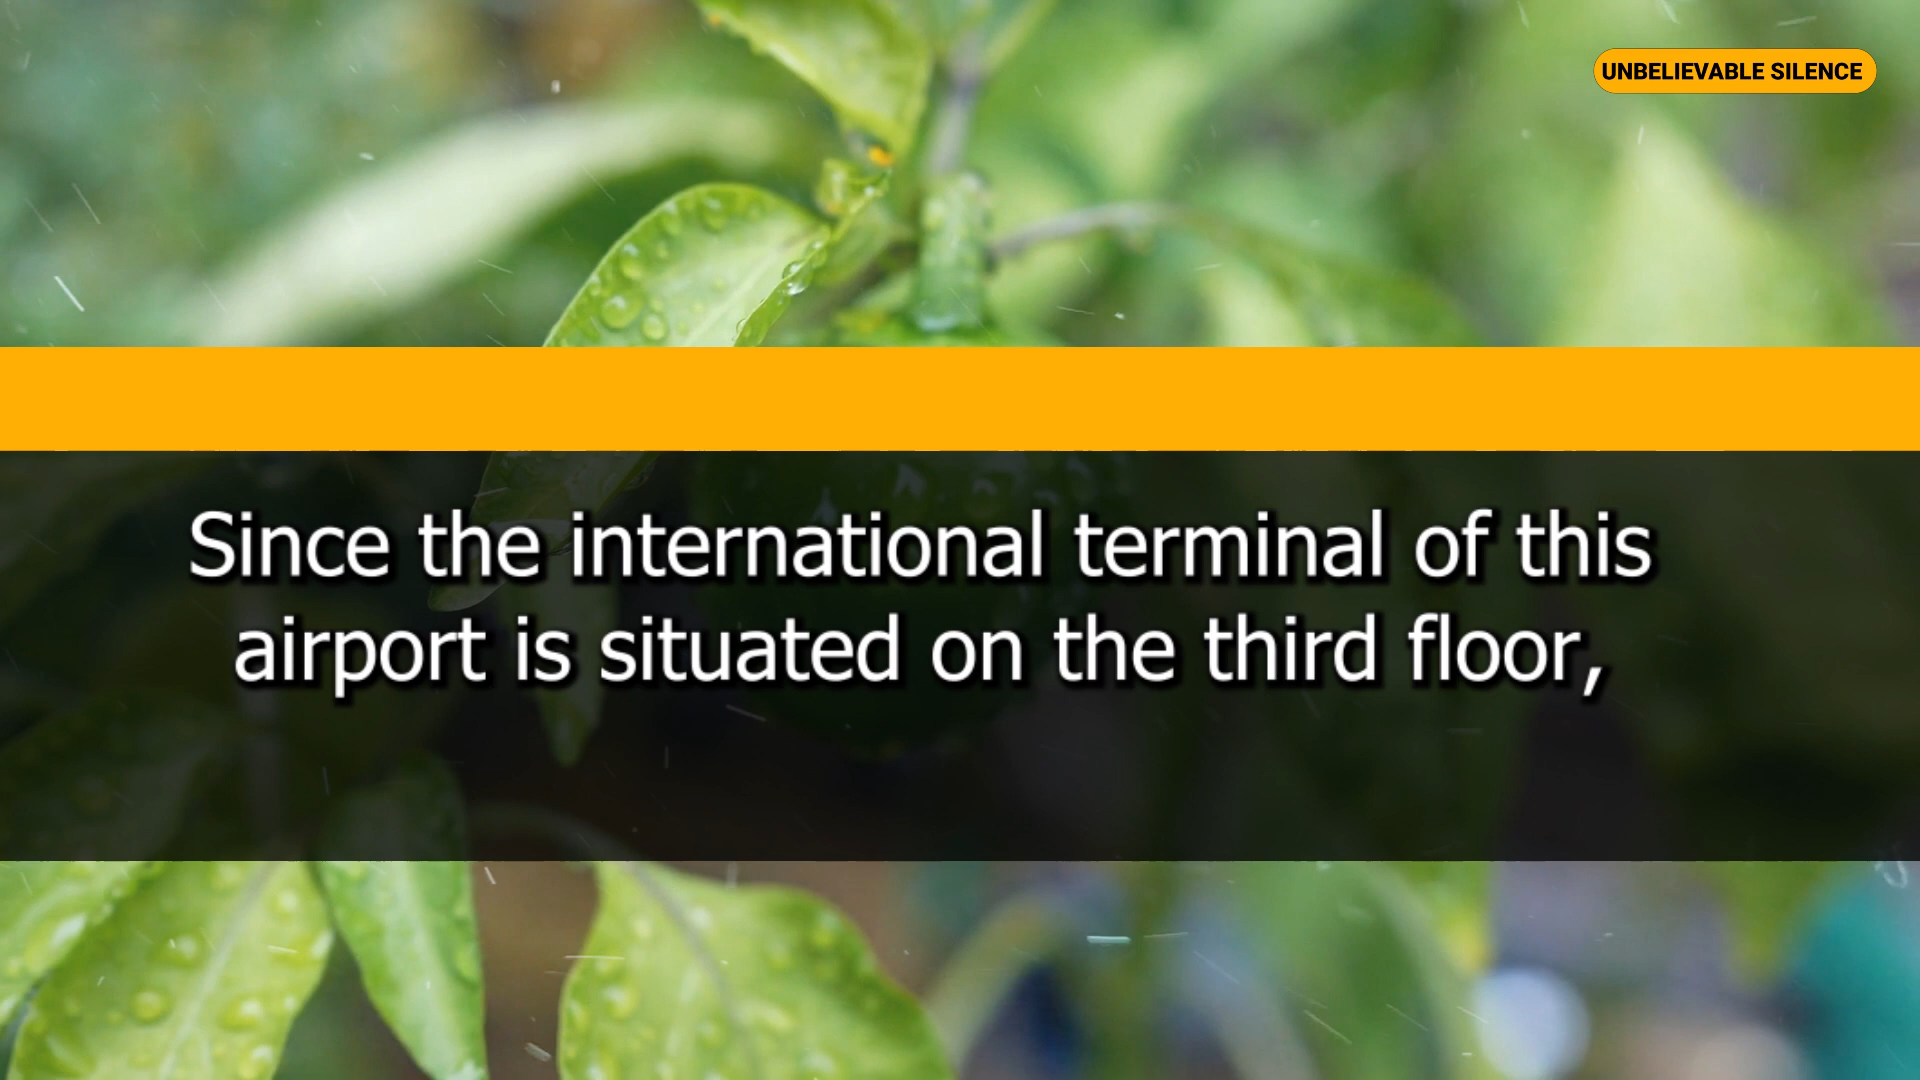 UNBELIEVABLE SILENCE
Since the international terminal of this
airport is situated on the third floor,